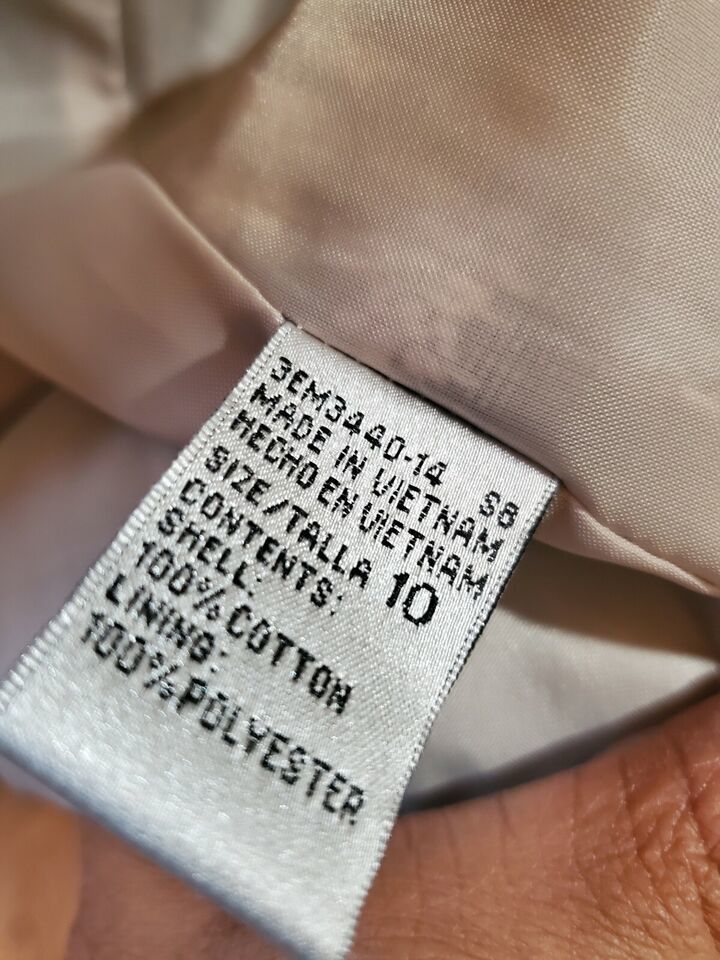 3EM3440-14 S8
MADE IN VIETNAM
HECHO EN VIETNAM
SIZE/TALLA 10
CONTENTS:
SHELL:
100% COTTON
LINING:
100% POLYESTER